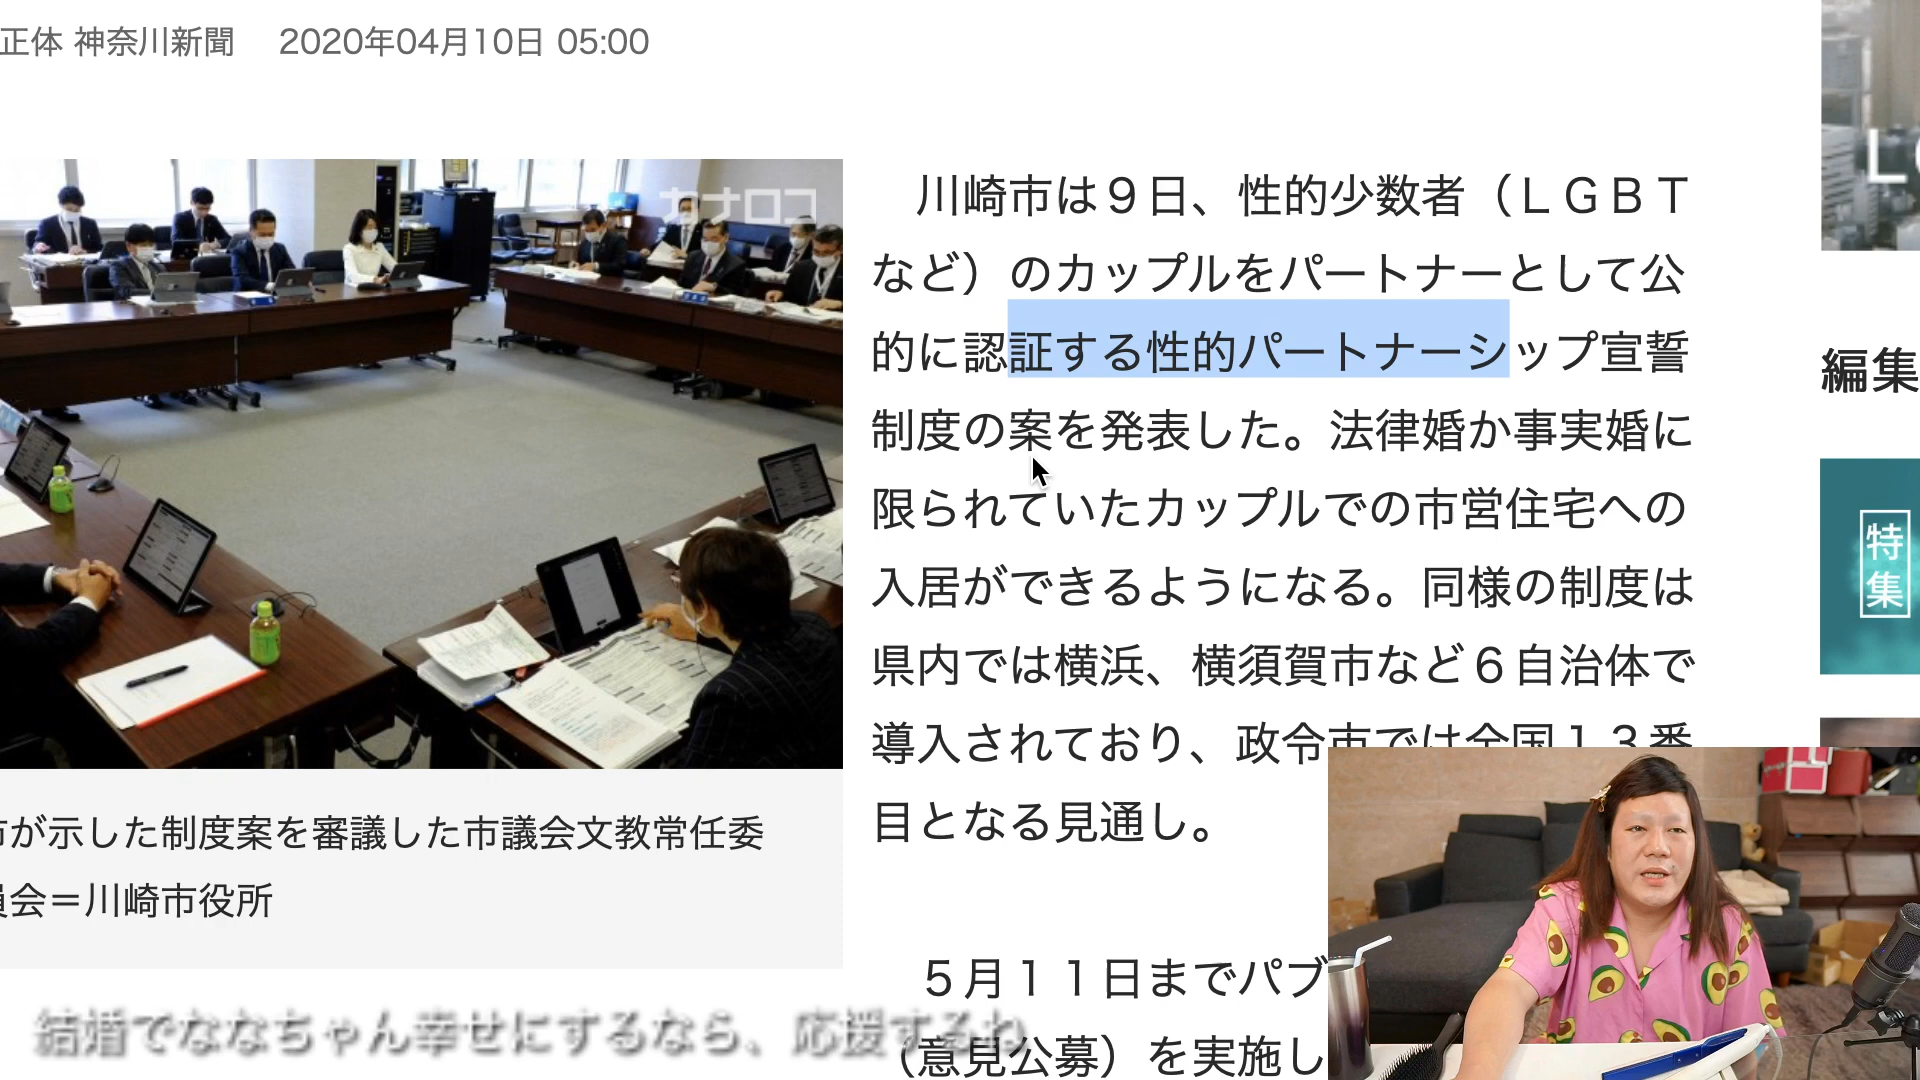 正体 神奈川新聞　2020年04月10日 05:00
カナロコ
川崎市は９日、性的少数者（ＬＧＢＴ
など）のカップルをパートナーとして公
的に認証する性的パートナーシップ宣誓
制度の案を発表した。法律婚か事実婚に
限られていたカップルでの市営住宅への
入居ができるようになる。同様の制度は
県内では横浜、横須賀市など６自治体で
導入されており、政令市では全国１３番
目となる見通し。
５月１１日までパブ
（意見公募）を実施し
市が示した制度案を審議した市議会文教常任委
員会＝川崎市役所
編集
特集
結婚でななちゃん幸せにするなら、応援するね